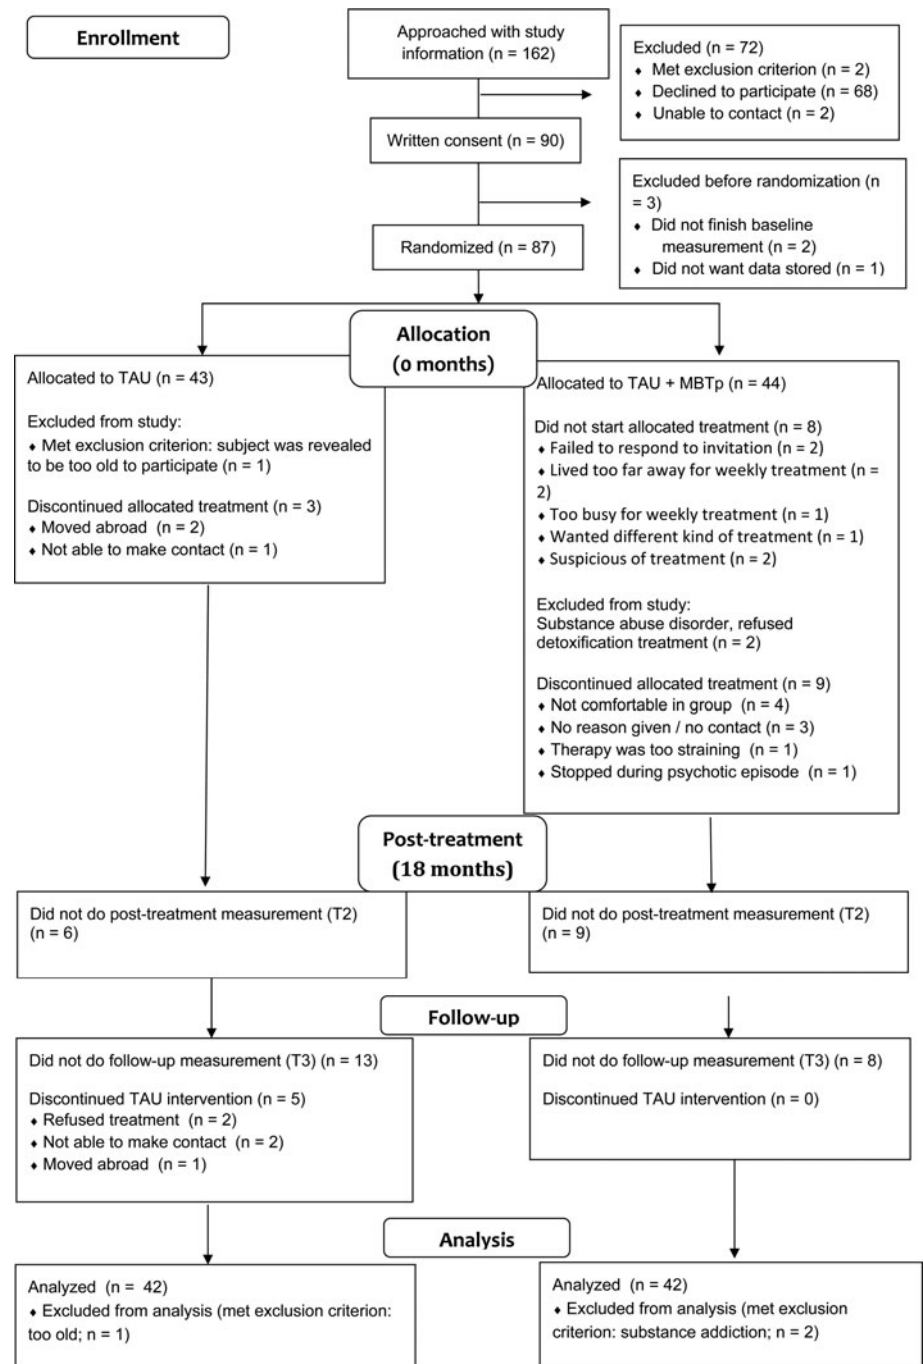 Enrollment
Approached with study
information (n = 162)
Excluded (n = 72)
♦ Met exclusion criterion (n = 2)
♦ Declined to participate (n = 68)
♦ Unable to contact (n = 2)
Written consent (n = 90)
Excluded before randomization (n
= 3)
♦ Did not finish baseline
measurement (n = 2)
♦ Did not want data stored (n = 1)
Randomized (n = 87)
Allocation
(0 months)
Allocated to TAU (n = 43)
Excluded from study:
♦ Met exclusion criterion: subject was revealed
to be too old to participate (n = 1)
Discontinued allocated treatment (n = 3)
♦ Moved abroad (n = 2)
♦ Not able to make contact (n = 1)
Allocated to TAU + MBTp (n = 44)
Did not start allocated treatment (n = 8)
♦ Failed to respond to invitation (n = 2)
♦ Lived too far away for weekly treatment (n =
2)
♦ Too busy for weekly treatment (n = 1)
♦ Wanted different kind of treatment (n = 1)
♦ Suspicious of treatment (n = 2)
Excluded from study:
Substance abuse disorder, refused
detoxification treatment (n = 2)
Discontinued allocated treatment (n = 9)
♦ Not comfortable in group (n = 4)
♦ No reason given / no contact (n = 3)
♦ Therapy was too straining (n = 1)
♦ Stopped during psychotic episode (n = 1)
Post-treatment
(18 months)
Did not do post-treatment measurement (T2)
(n = 6)
Did not do post-treatment measurement (T2)
(n = 9)
Follow-up
Did not do follow-up measurement (T3) (n = 13)
Discontinued TAU intervention (n = 5)
♦ Refused treatment (n = 2)
♦ Not able to make contact (n = 2)
♦ Moved abroad (n = 1)
Did not do follow-up measurement (T3) (n = 8)
Discontinued TAU intervention (n = 0)
Analysis
Analyzed (n = 42)
♦ Excluded from analysis (met exclusion criterion:
too old; n = 1)
Analyzed (n = 42)
♦ Excluded from analysis (met exclusion
criterion: substance addiction; n = 2)